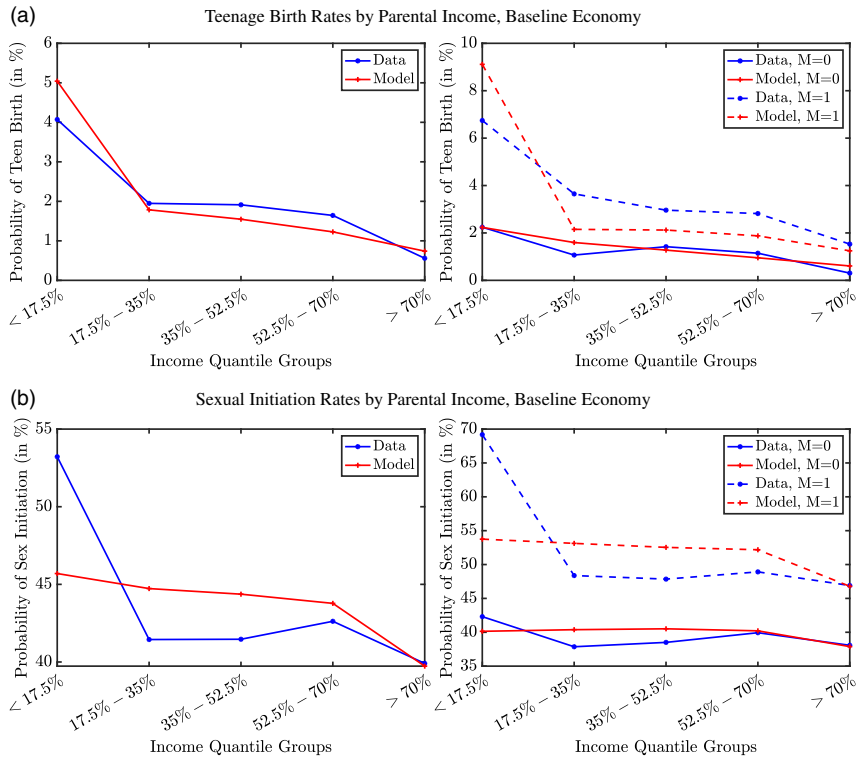 (a)
Teenage Birth Rates by Parental Income, Baseline Economy
Probability of Teen Birth (in %)
6
5
4
3
2
1
0
Data
Model
< 17.5%
17.5% − 35%
35% − 52.5%
52.5% − 70%
> 70%
Income Quantile Groups
Probability of Teen Birth (in %)
10
8
6
4
2
0
Data, M=0
Model, M=0
Data, M=1
Model, M=1
< 17.5%
17.5% − 35%
35% − 52.5%
52.5% − 70%
> 70%
Income Quantile Groups
(b)
Sexual Initiation Rates by Parental Income, Baseline Economy
Probability of Sex Initiation (in %)
55
50
45
40
Data
Model
< 17.5%
17.5% − 35%
35% − 52.5%
52.5% − 70%
> 70%
Income Quantile Groups
Probability of Sex Initiation (in %)
70
65
60
55
50
45
40
35
Data, M=0
Model, M=0
Data, M=1
Model, M=1
< 17.5%
17.5% − 35%
35% − 52.5%
52.5% − 70%
> 70%
Income Quantile Groups